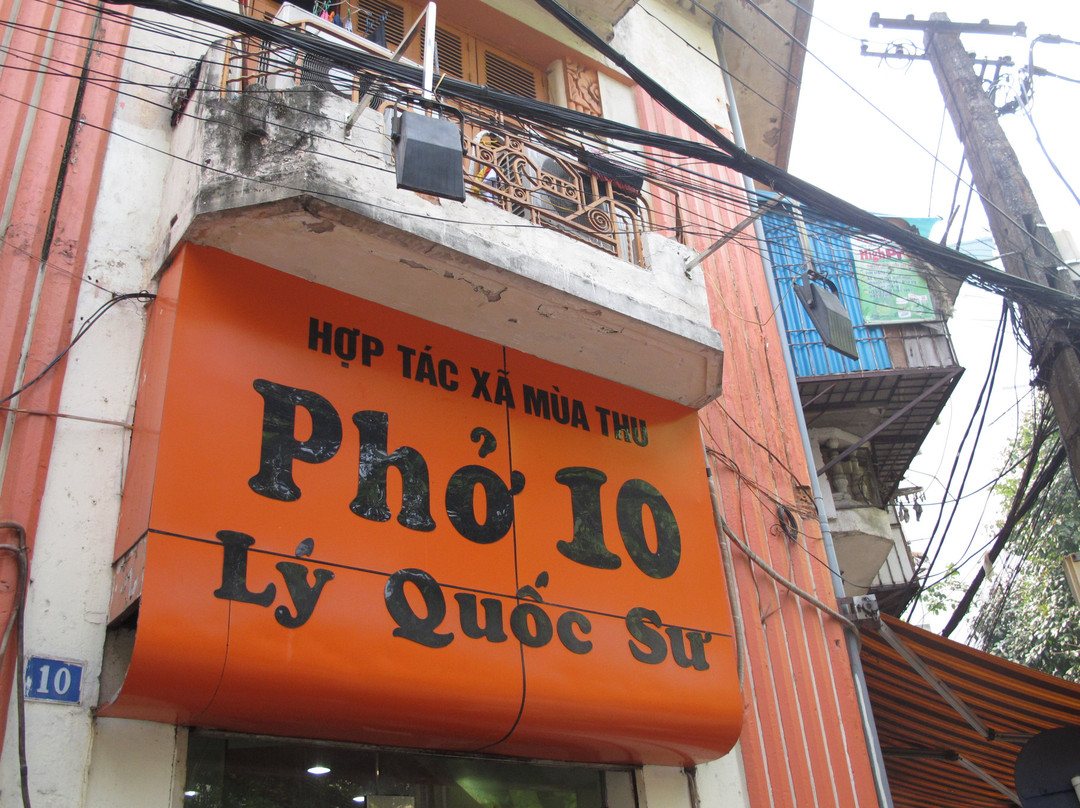 HỢP TÁC XÃ MÙA THU
Phở 10
Lý Quốc Sư
10